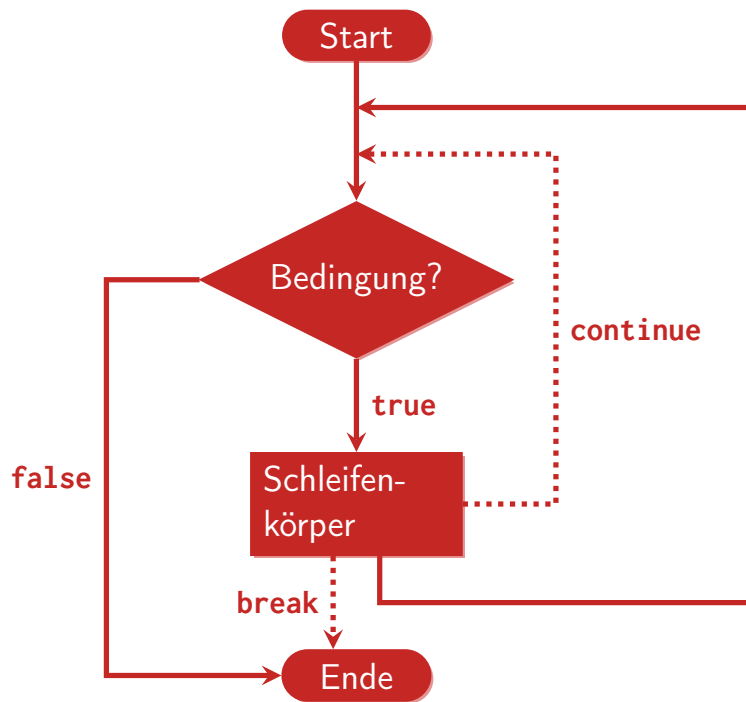 Start
Bedingung?
continue
true
false
Schleifen-
körper
break
Ende